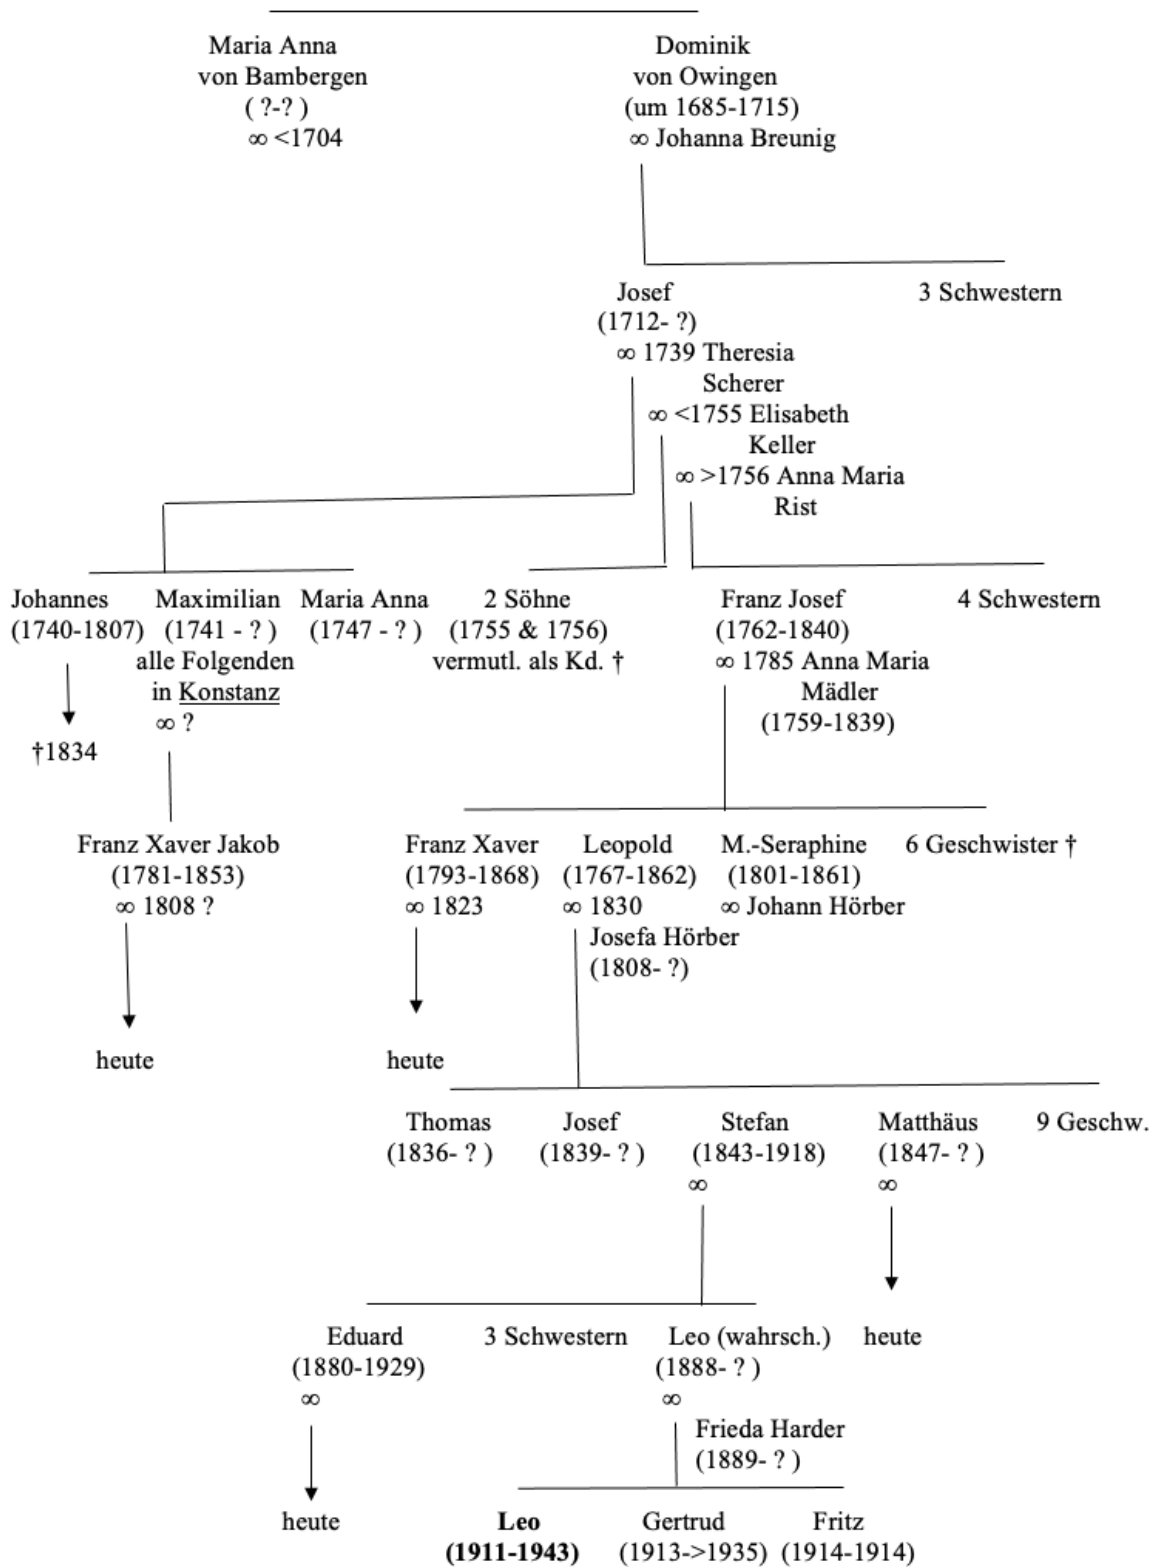 Maria Anna
von Bambergen
( ?-? )
∞ <1704
Dominik
von Owingen
(um 1685-1715)
∞ Johanna Breunig
Josef
(1712- ?)
∞ 1739 Theresia
Scherer
∞ <1755 Elisabeth
Keller
∞ >1756 Anna Maria
Rist
3 Schwestern
Johannes
(1740-1807)
†1834
Maximilian
(1741 - ? )
alle Folgenden
in Konstanz
∞ ?
Maria Anna
(1747 - ? )
2 Söhne
(1755 & 1756)
vermutl. als Kd. †
Franz Josef
(1762-1840)
∞ 1785 Anna Maria
Mädler
(1759-1839)
4 Schwestern
Franz Xaver Jakob
(1781-1853)
∞ 1808 ?
heute
Franz Xaver
(1793-1868)
∞ 1823
heute
Leopold
(1767-1862)
∞ 1830
Josefa Hörber
(1808- ?)
M.-Seraphine
(1801-1861)
∞ Johann Hörber
6 Geschwister †
Thomas
(1836- ? )
Josef
(1839- ? )
Stefan
(1843-1918)
∞
Matthäus
(1847- ? )
∞
heute
9 Geschw.
Eduard
(1880-1929)
∞
heute
3 Schwestern
Leo (wahrsch.)
(1888- ? )
∞
Frieda Harder
(1889- ? )
Leo
(1911-1943)
Gertrud
(1913->1935)
Fritz
(1914-1914)